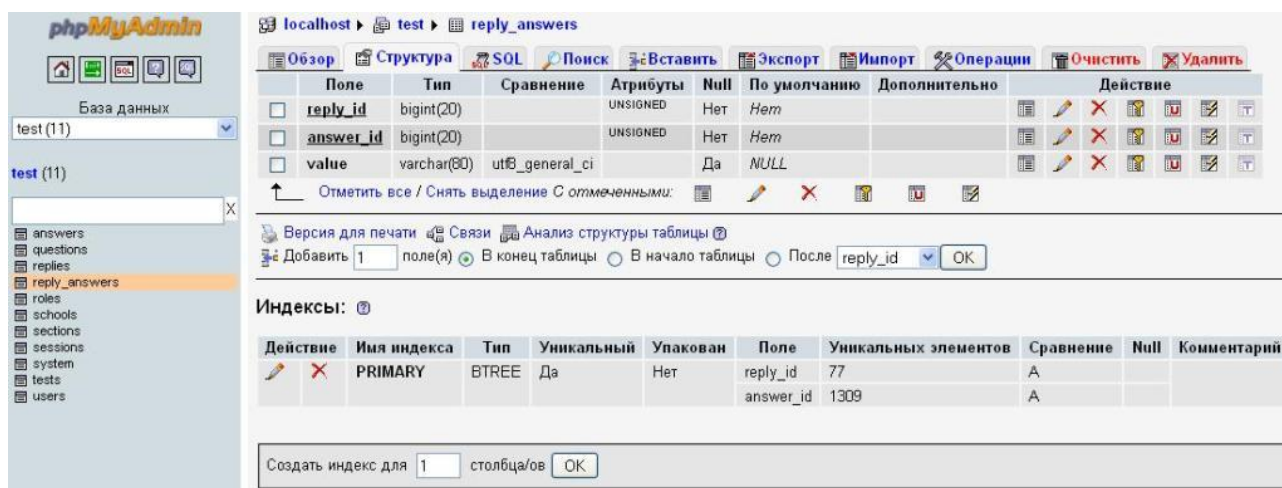 phpMyAdmin
localhost ▸ test ▸ reply_answers
Обзор Структура SQL Поиск Вставить Экспорт Импорт Операции Очистить Удалить
База данных
test (11)
test (11)
X
answers
questions
replies
reply_answers
roles
schools
sections
sessions
system
tests
users
Поле Тип Сравнение Атрибуты Null По умолчанию Дополнительно Действие
reply_id bigint(20) UNSIGNED Нет Нет
answer_id bigint(20) UNSIGNED Нет Нет
value varchar(80) utf8_general_ci Да NULL
Отметить все / Снять выделение С отмеченными:
Версия для печати Связи Анализ структуры таблицы
Добавить 1 поле(я) В конец таблицы В начало таблицы После reply_id OK
Индексы:
Действие Имя индекса Тип Уникальный Упакован Поле Уникальных элементов Сравнение Null Комментарий
PRIMARY BTREE Да Нет reply_id 77 A
answer_id 1309 A
Создать индекс для 1 столбца/ов OK